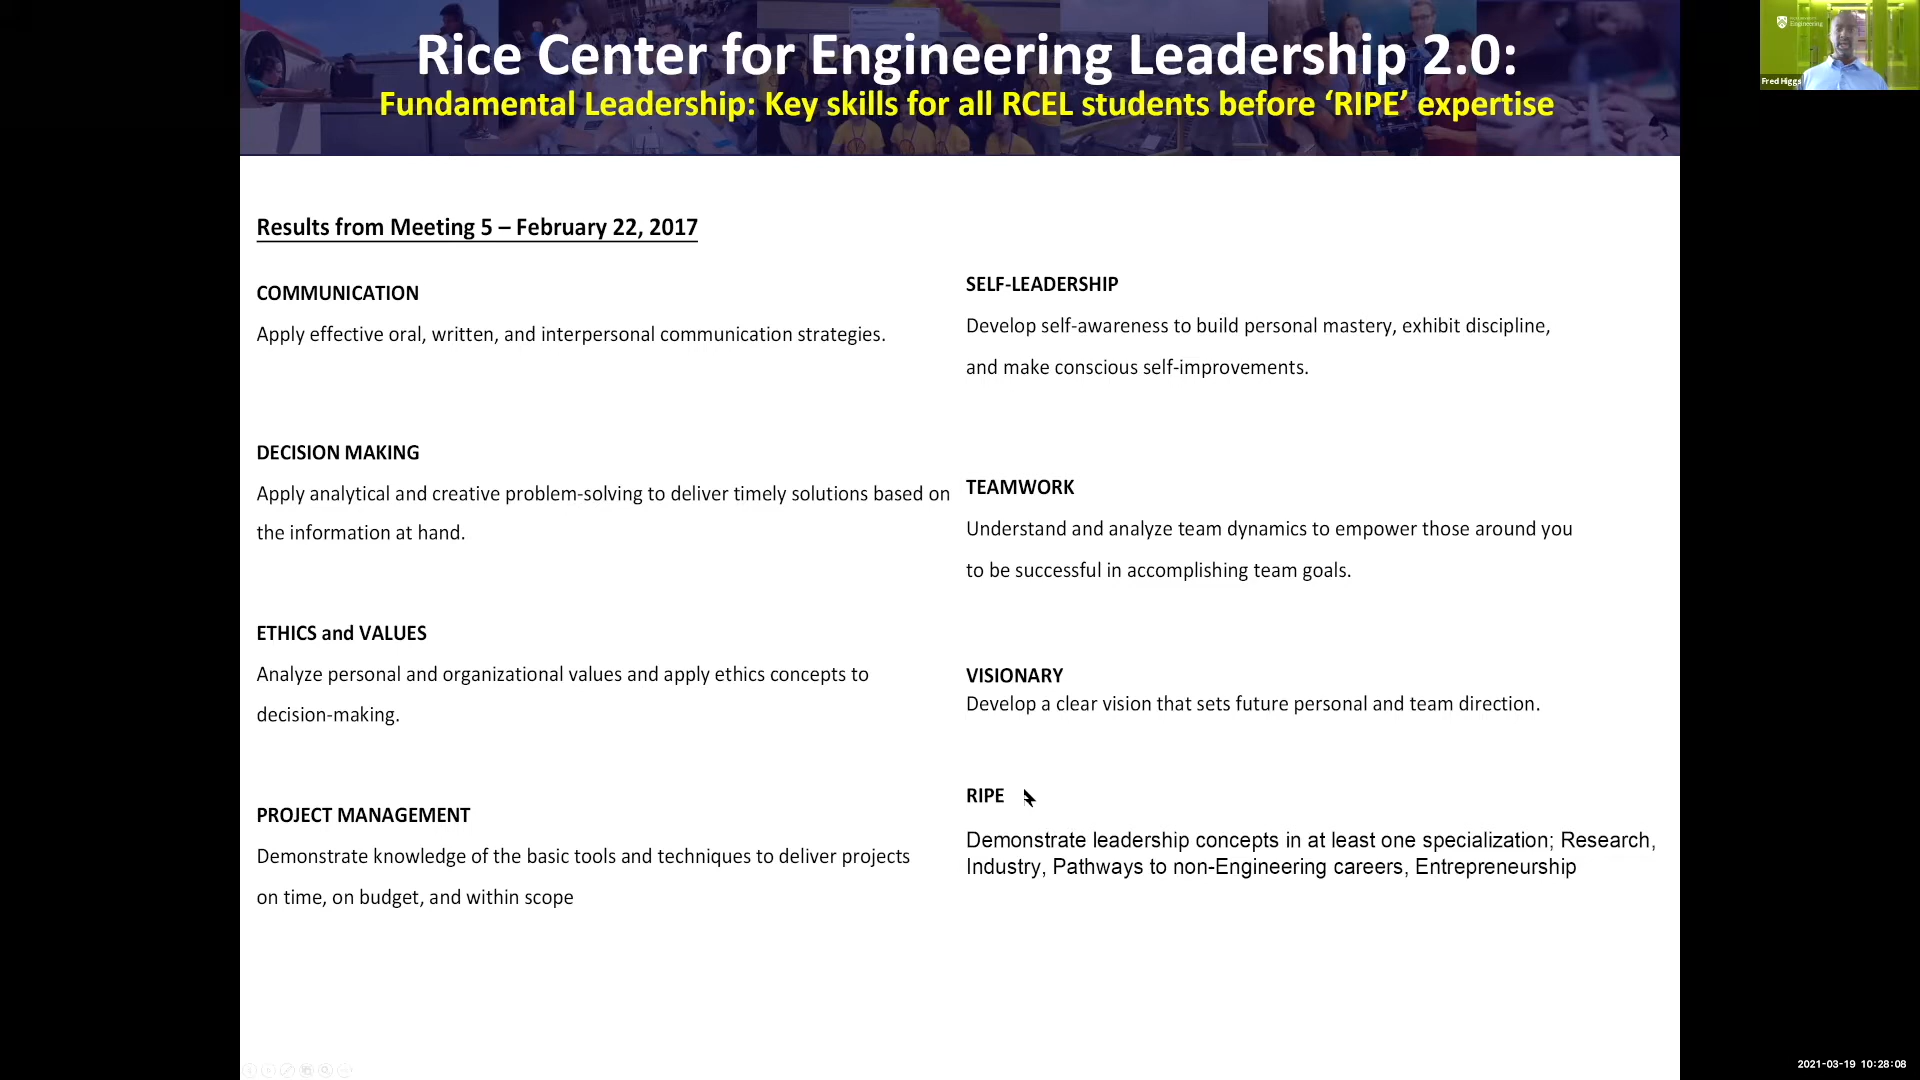 Rice Center for Engineering Leadership 2.0:
Fundamental Leadership: Key skills for all RCEL students before ‘RIPE’ expertise
Engineering
Fred Higgs
Results from Meeting 5 – February 22, 2017
COMMUNICATION
Apply effective oral, written, and interpersonal communication strategies.
DECISION MAKING
Apply analytical and creative problem-solving to deliver timely solutions based on
the information at hand.
ETHICS and VALUES
Analyze personal and organizational values and apply ethics concepts to
decision-making.
PROJECT MANAGEMENT
Demonstrate knowledge of the basic tools and techniques to deliver projects
on time, on budget, and within scope
SELF-LEADERSHIP
Develop self-awareness to build personal mastery, exhibit discipline,
and make conscious self-improvements.
TEAMWORK
Understand and analyze team dynamics to empower those around you
to be successful in accomplishing team goals.
VISIONARY
Develop a clear vision that sets future personal and team direction.
RIPE
Demonstrate leadership concepts in at least one specialization; Research,
Industry, Pathways to non-Engineering careers, Entrepreneurship
2021-03-19 10:28:08